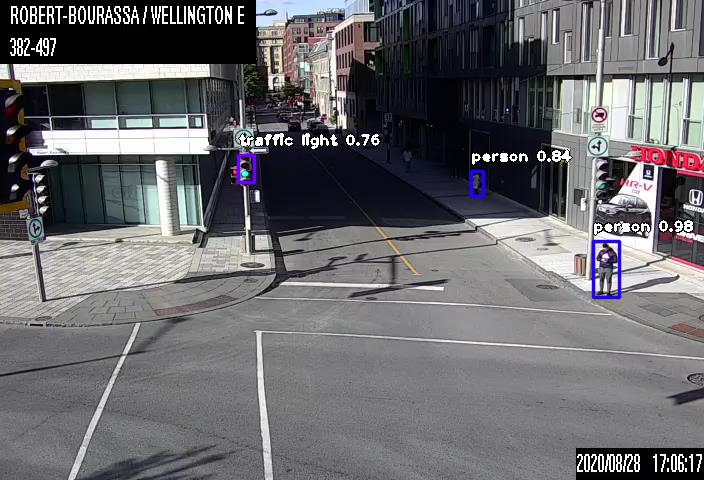 ROBERT-BOURASSA / WELLINGTON E
382-497
traffic light 0.76
person 0.84
HONDA
HR-V
HONDA
person 0.98
2020/08/28 17:06:17